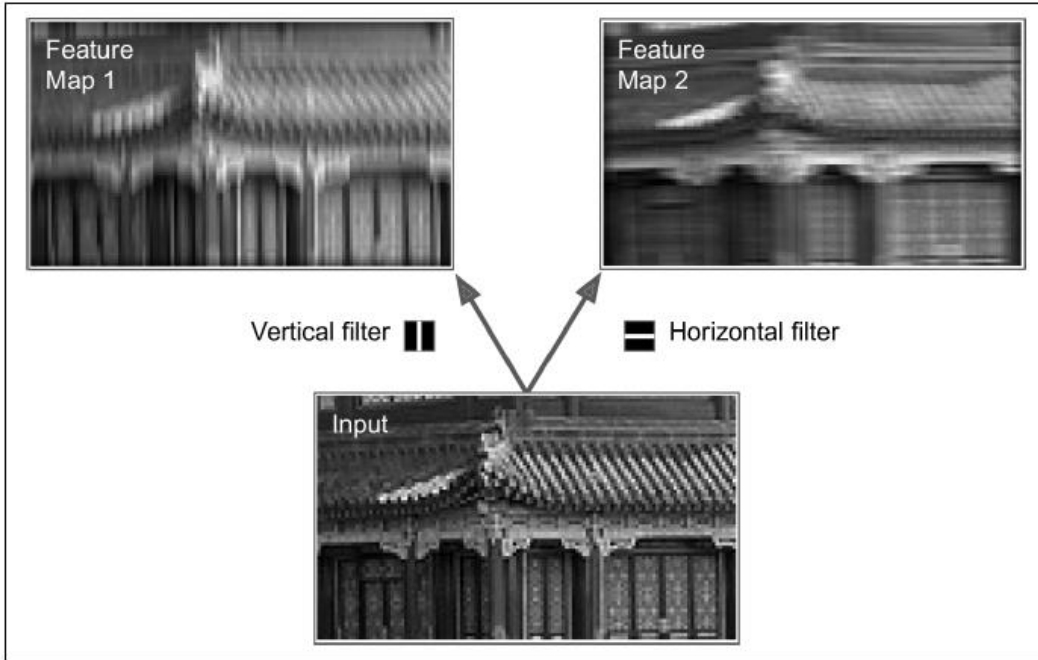 Feature
Map 1
Feature
Map 2
Vertical filter
Horizontal filter
Input